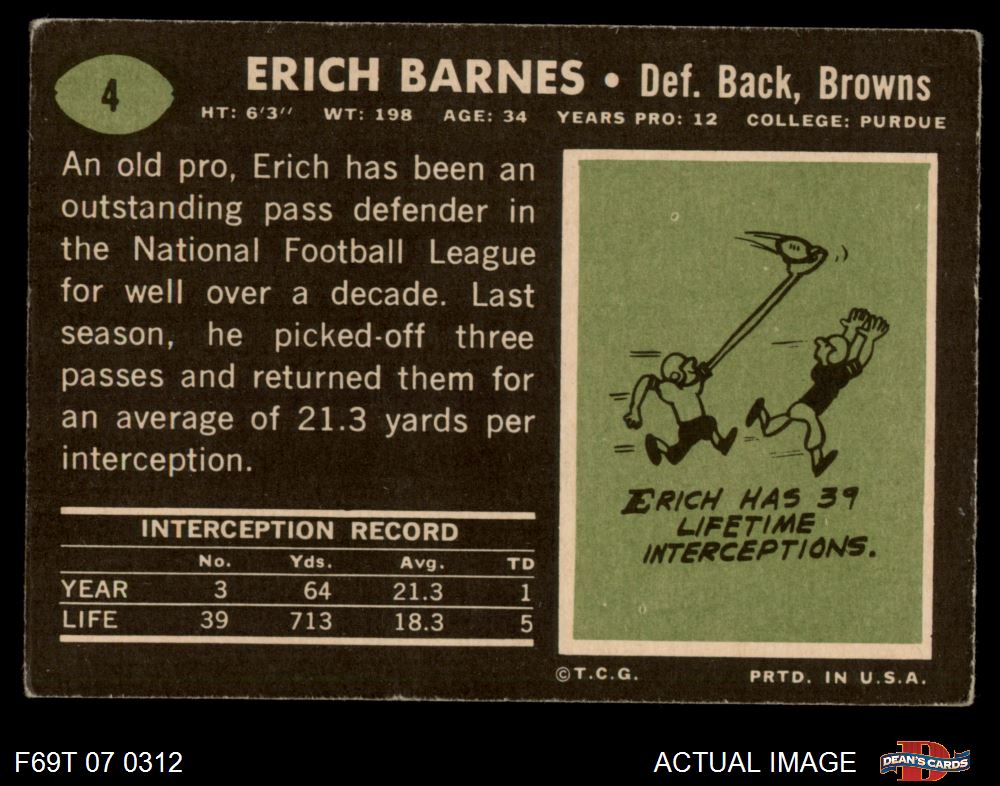 4
ERICH BARNES • Def. Back, Browns
HT: 6'3'' WT: 198 AGE: 34 YEARS PRO: 12 COLLEGE: PURDUE
An old pro, Erich has been an
outstanding pass defender in
the National Football League
for well over a decade. Last
season, he picked-off three
passes and returned them for
an average of 21.3 yards per
interception.
INTERCEPTION RECORD
No. Yds. Avg. TD
YEAR 3 64 21.3 1
LIFE 39 713 18.3 5
ERICH HAS 39
LIFETIME
INTERCEPTIONS.
©T.C.G. PRTD. IN U.S.A.
F69T 07 0312 ACTUAL IMAGE
DEAN'S CARDS